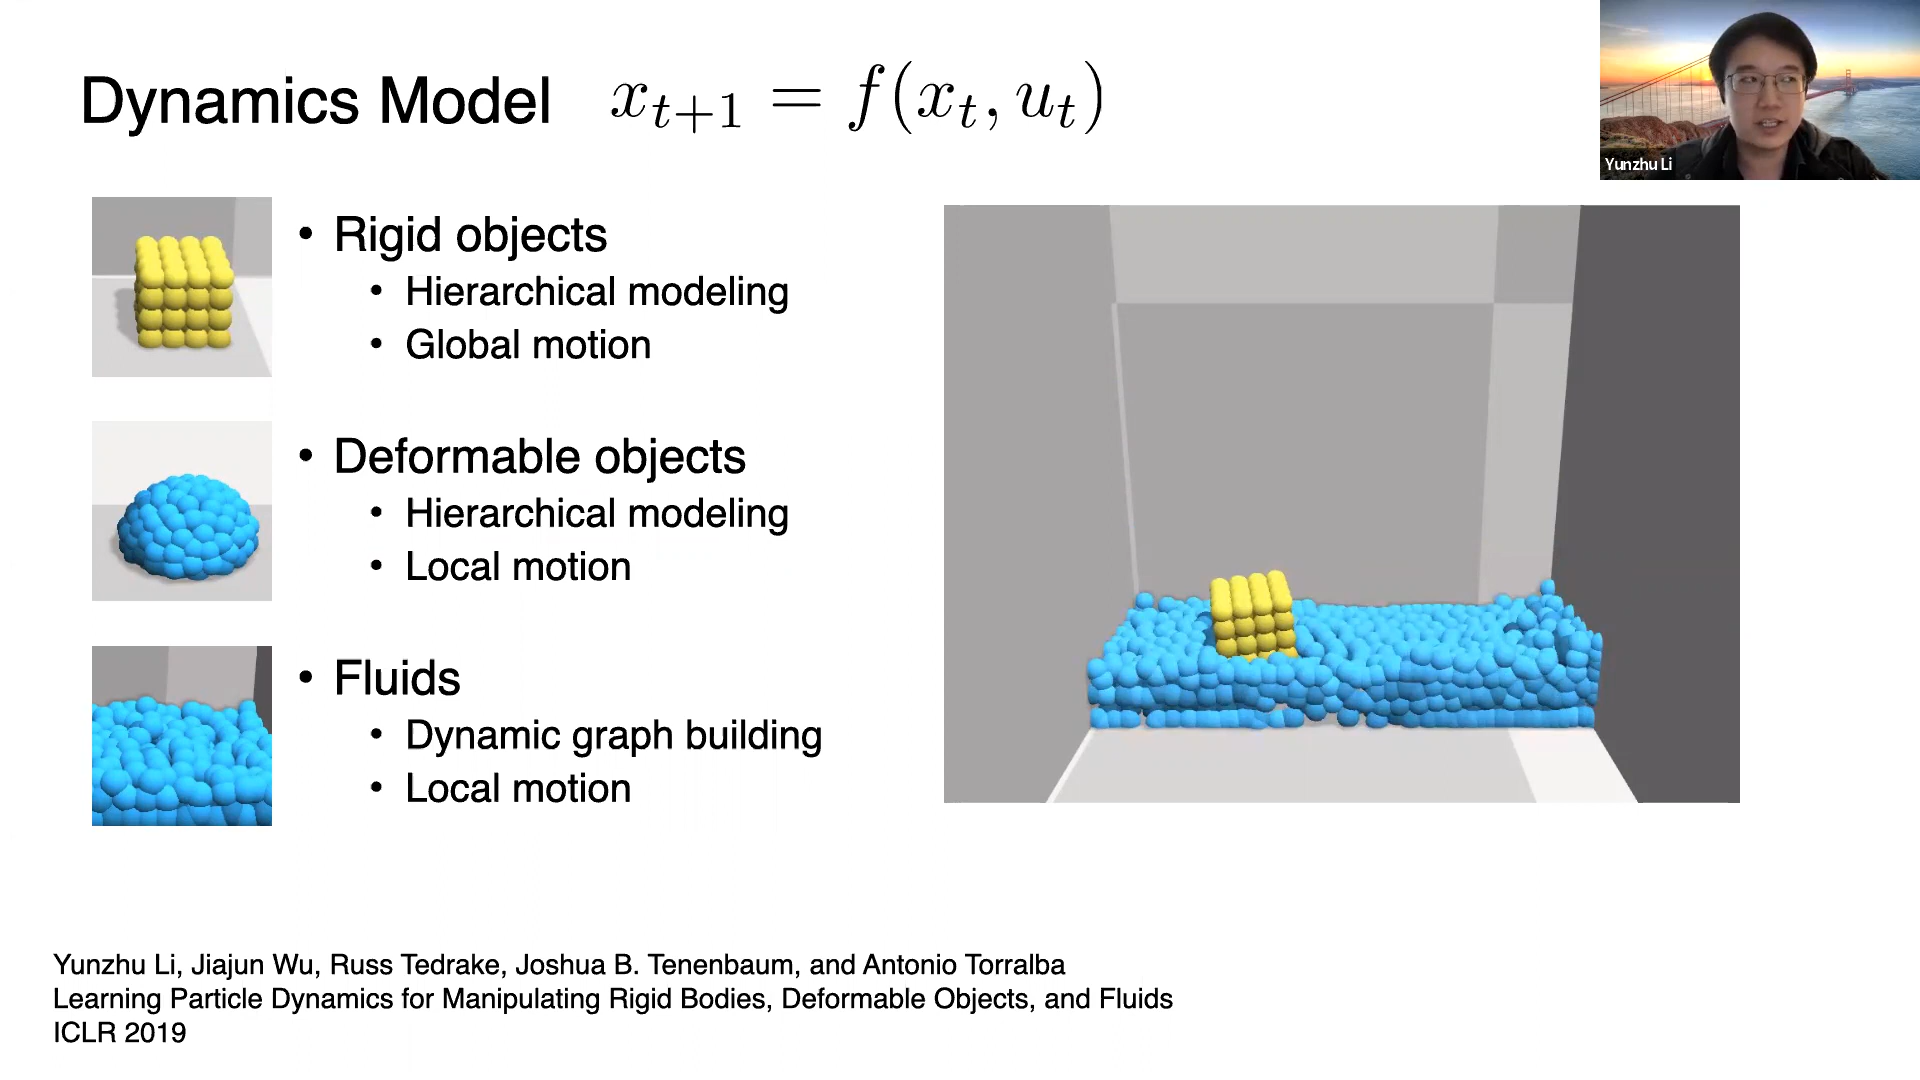 Dynamics Model x_{t+1} = f(x_t, u_t)
Yunzhu Li
• Rigid objects
• Hierarchical modeling
• Global motion
• Deformable objects
• Hierarchical modeling
• Local motion
• Fluids
• Dynamic graph building
• Local motion
Yunzhu Li, Jiajun Wu, Russ Tedrake, Joshua B. Tenenbaum, and Antonio Torralba
Learning Particle Dynamics for Manipulating Rigid Bodies, Deformable Objects, and Fluids
ICLR 2019